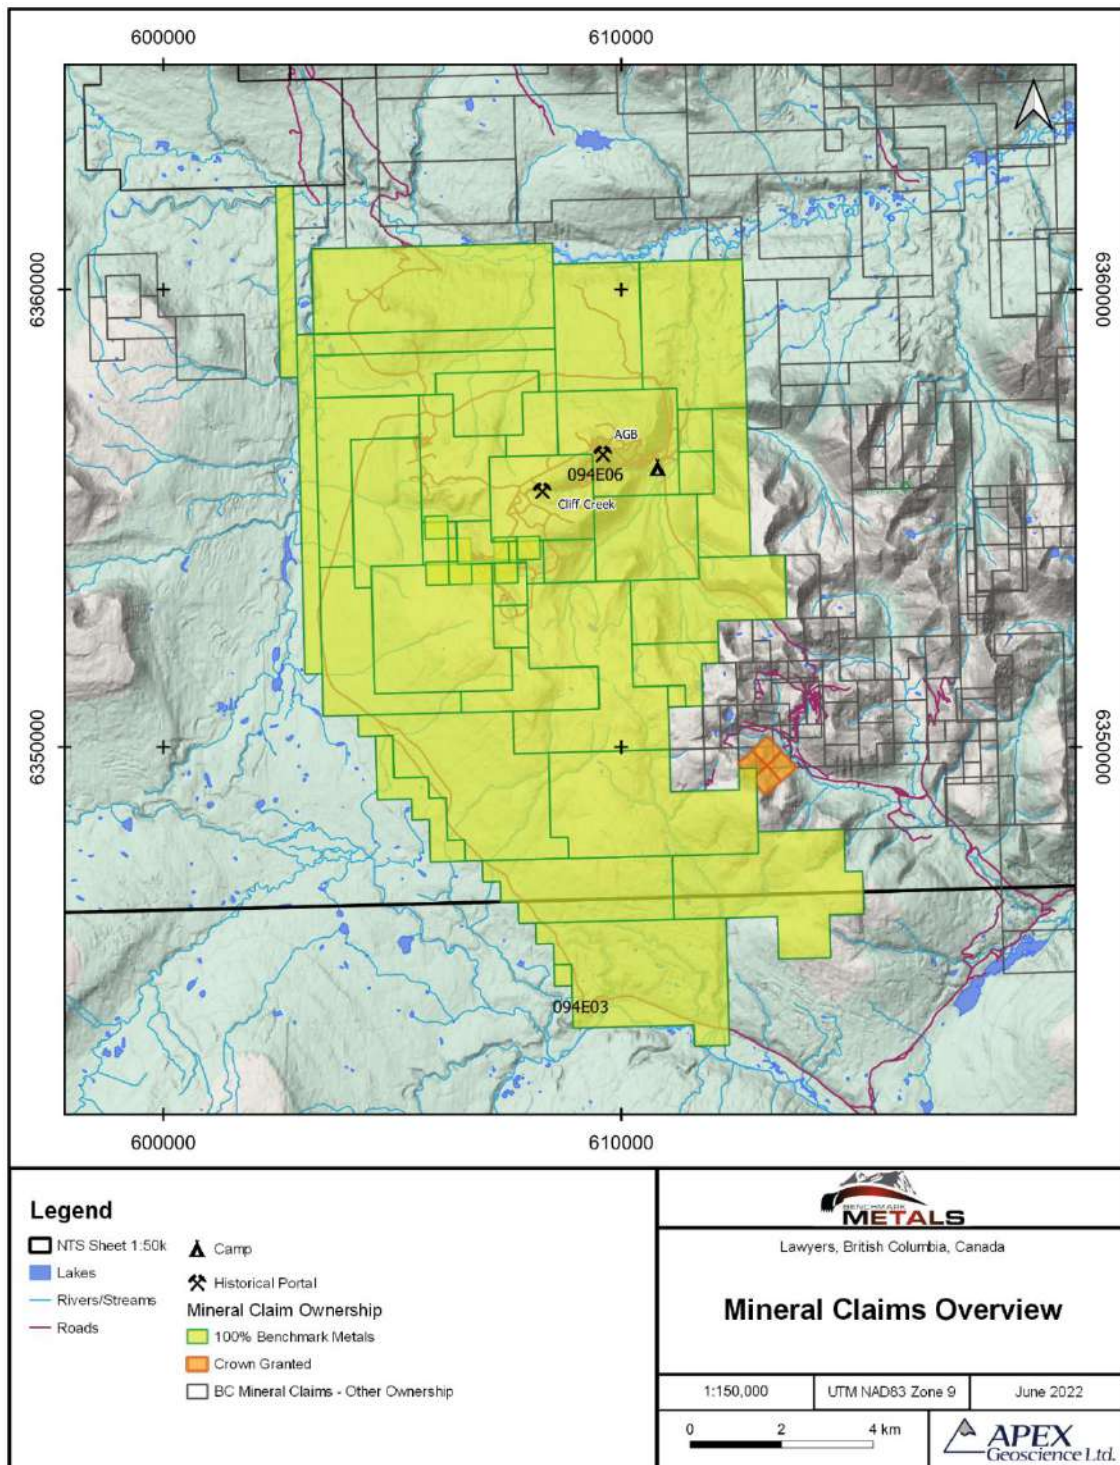 600000
610000
6360000
6360000
AGB
094E06
Cliff Creek
6350000
6350000
094E03
600000
610000
Legend
NTS Sheet 1:50k
Lakes
Rivers/Streams
Roads
Camp
Historical Portal
Mineral Claim Ownership
100% Benchmark Metals
Crown Granted
BC Mineral Claims - Other Ownership
BENCHMARK
METALS
Lawyers, British Columbia, Canada
Mineral Claims Overview
1:150,000
UTM NAD83 Zone 9
June 2022
0 2 4 km
APEX
Geoscience Ltd.